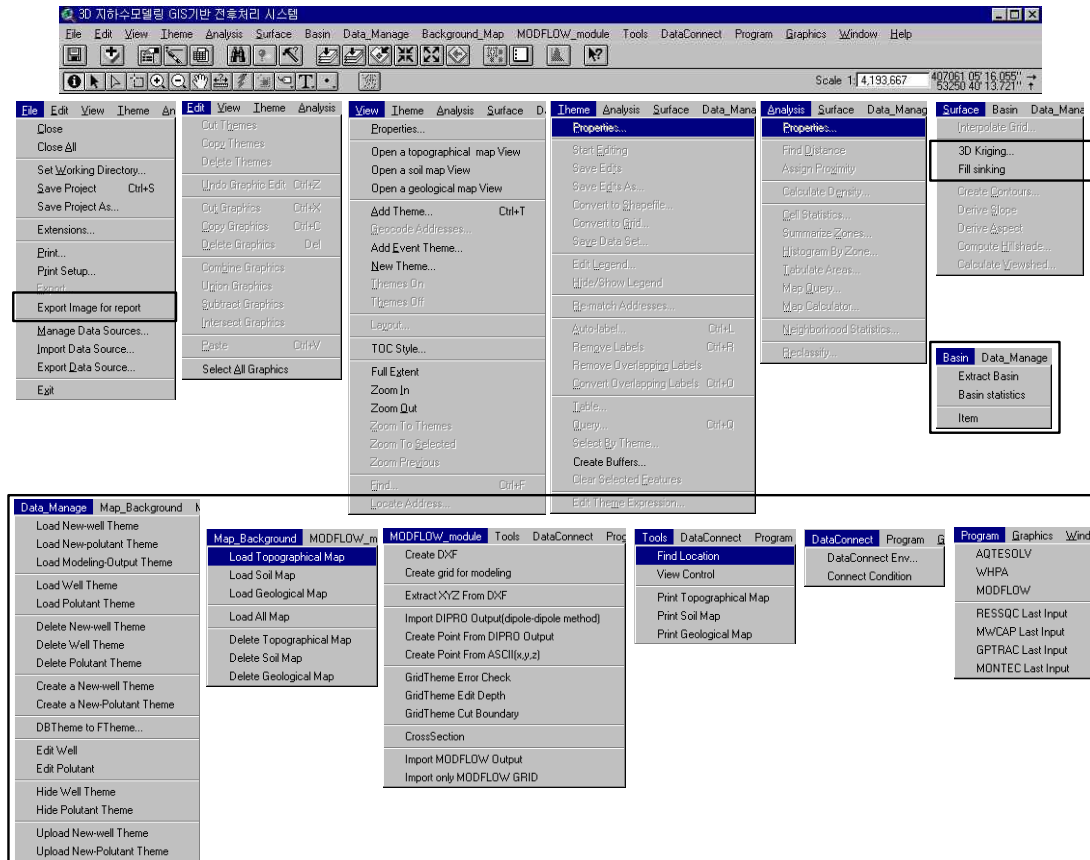 3D 지하수모델링 GIS기반 전후처리 시스템
File Edit View Theme Analysis Surface Basin Data_Manage Background_Map MODFLOW_module Tools DataConnect Program Graphics Window Help
Scale 1: 4,193,667
407061 05' 16.055"
53250 40' 13.721"
File Edit View Theme An
Close
Close All
Set Working Directory...
Save Project Ctrl+S
Save Project As...
Extensions...
Print...
Print Setup...
Export...
Export Image for report
Manage Data Sources...
Import Data Source...
Export Data Source...
Exit
Edit View Theme Analysis
Cut Themes
Copy Themes
Delete Themes
Undo Graphic Edit Ctrl+Z
Cut Graphics Ctrl+X
Copy Graphics Ctrl+C
Delete Graphics Del
Combine Graphics
Union Graphics
Subtract Graphics
Intersect Graphics
Paste Ctrl+V
Select All Graphics
View Theme Analysis Surface D
Properties...
Open a topographical map View
Open a soil map View
Open a geological map View
Add Theme... Ctrl+T
Geocode Addresses...
Add Event Theme...
New Theme...
Themes On
Themes Off
Layout...
TOC Style...
Full Extent
Zoom In
Zoom Out
Zoom To Themes
Zoom To Selected
Zoom Previous
Find... Ctrl+F
Locate Address...
Theme Analysis Surface Data_Mana
Properties...
Start Editing
Save Edits
Save Edits As...
Convert to Shapefile...
Convert to Grid...
Save Data Set...
Edit Legend...
Hide/Show Legend
Re-match Addresses...
Auto-label... Ctrl+L
Remove Labels Ctrl+R
Remove Overlapping Labels
Convert Overlapping Labels Ctrl+O
Table...
Query... Ctrl+Q
Select By Theme...
Create Buffers...
Clear Selected Features
Edit Theme Expression...
Analysis Surface Data_Manag
Properties...
Find Distance
Assign Proximity
Calculate Density...
Cell Statistics...
Summarize Zones...
Histogram By Zone...
Tabulate Areas...
Map Query...
Map Calculator...
Neighborhood Statistics...
Reclassify...
Surface Basin Data_Mana
Interpolate Grid...
3D Kriging...
Fill sinking
Create Contours...
Derive Slope
Derive Aspect
Compute Hillshade...
Calculate Viewshed...
Basin Data_Manage
Extract Basin
Basin statistics
Item
Data_Manage Map_Background
Load New-well Theme
Load New-polutant Theme
Load Modeling-Output Theme
Load Well Theme
Load Polutant Theme
Delete New-well Theme
Delete Well Theme
Delete Polutant Theme
Create a New-well Theme
Create a New-Polutant Theme
DBTheme to FTheme...
Edit Well
Edit Polutant
Hide Well Theme
Hide Polutant Theme
Upload New-well Theme
Upload New-Polutant Theme
Map_Background MODFLOW_m
Load Topographical Map
Load Soil Map
Load Geological Map
Load All Map
Delete Topographical Map
Delete Soil Map
Delete Geological Map
MODFLOW_module Tools DataConnect Prog
Create DXF
Create grid for modeling
Extract XYZ From DXF
Import DIPRO Output(dipole-dipole method)
Create Point From DIPRO Output
Create Point From ASCII(x,y,z)
GridTheme Error Check
GridTheme Edit Depth
GridTheme Cut Boundary
CrossSection
Import MODFLOW Output
Import only MODFLOW GRID
Tools DataConnect Program
Find Location
View Control
Print Topographical Map
Print Soil Map
Print Geological Map
DataConnect Program G
DataConnect Env...
Connect Condition
Program Graphics Wind
AQTESOLV
WHPA
MODFLOW
RESSQC Last Input
MWCAP Last Input
GPTRAC Last Input
MONTEC Last Input